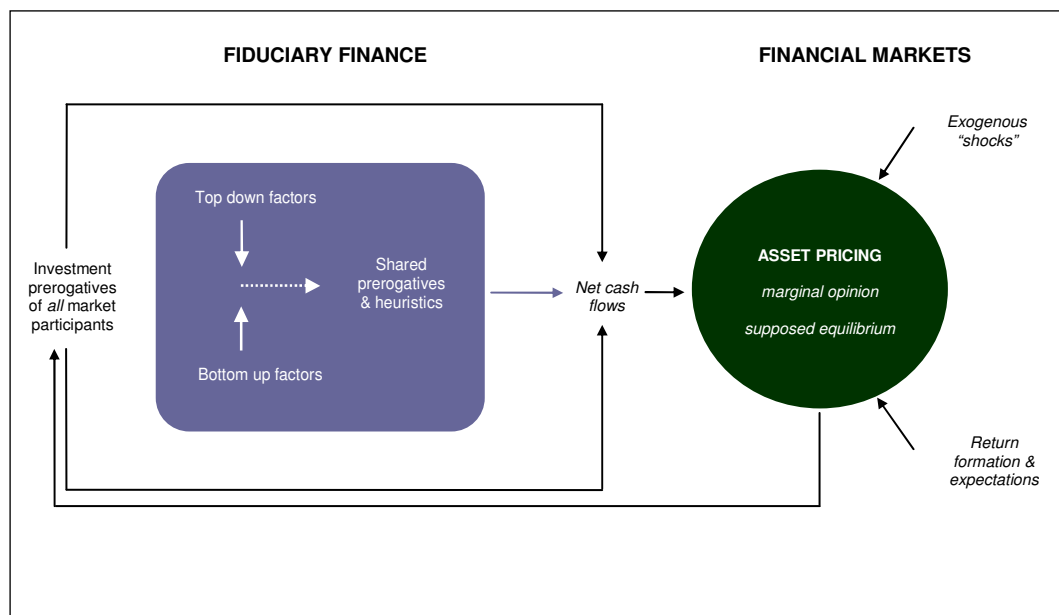 FIDUCIARY FINANCE
FINANCIAL MARKETS
Exogenous
“shocks”
Top down factors
Investment
prerogatives
of all market
participants
Shared
prerogatives
& heuristics
Bottom up factors
Net cash
flows
ASSET PRICING
marginal opinion
supposed equilibrium
Return
formation &
expectations